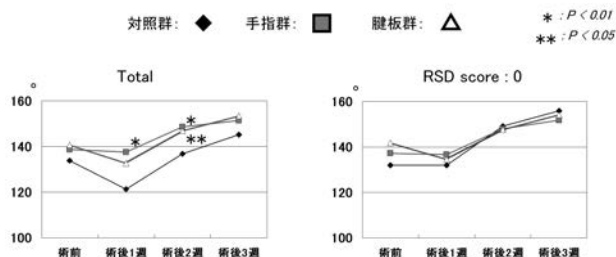 対照群: ◆ 手指群: ■ 腱板群: △
* : P < 0.01
** : P < 0.05
Total
°
160
140
120
100
*
*
**
術前 術後1週 術後2週 術後3週
RSD score : 0
°
160
140
120
100
術前 術後1週 術後2週 術後3週